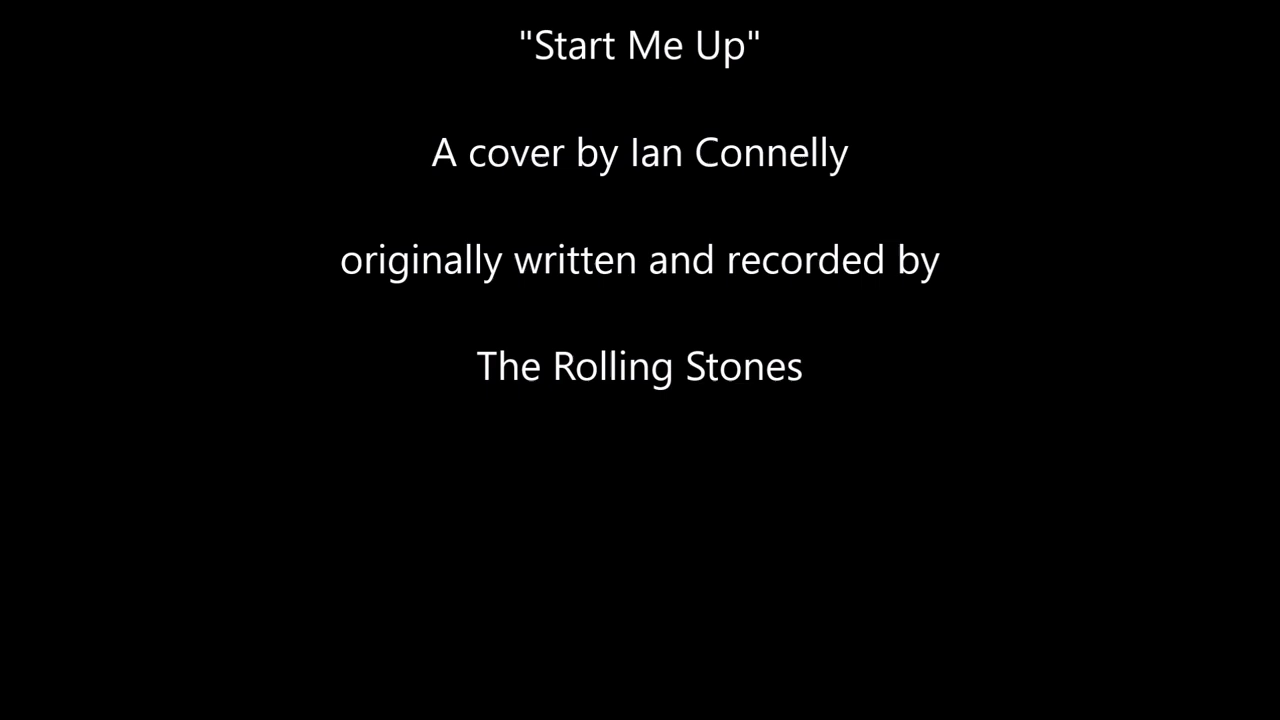 "Start Me Up"
A cover by Ian Connelly
originally written and recorded by
The Rolling Stones